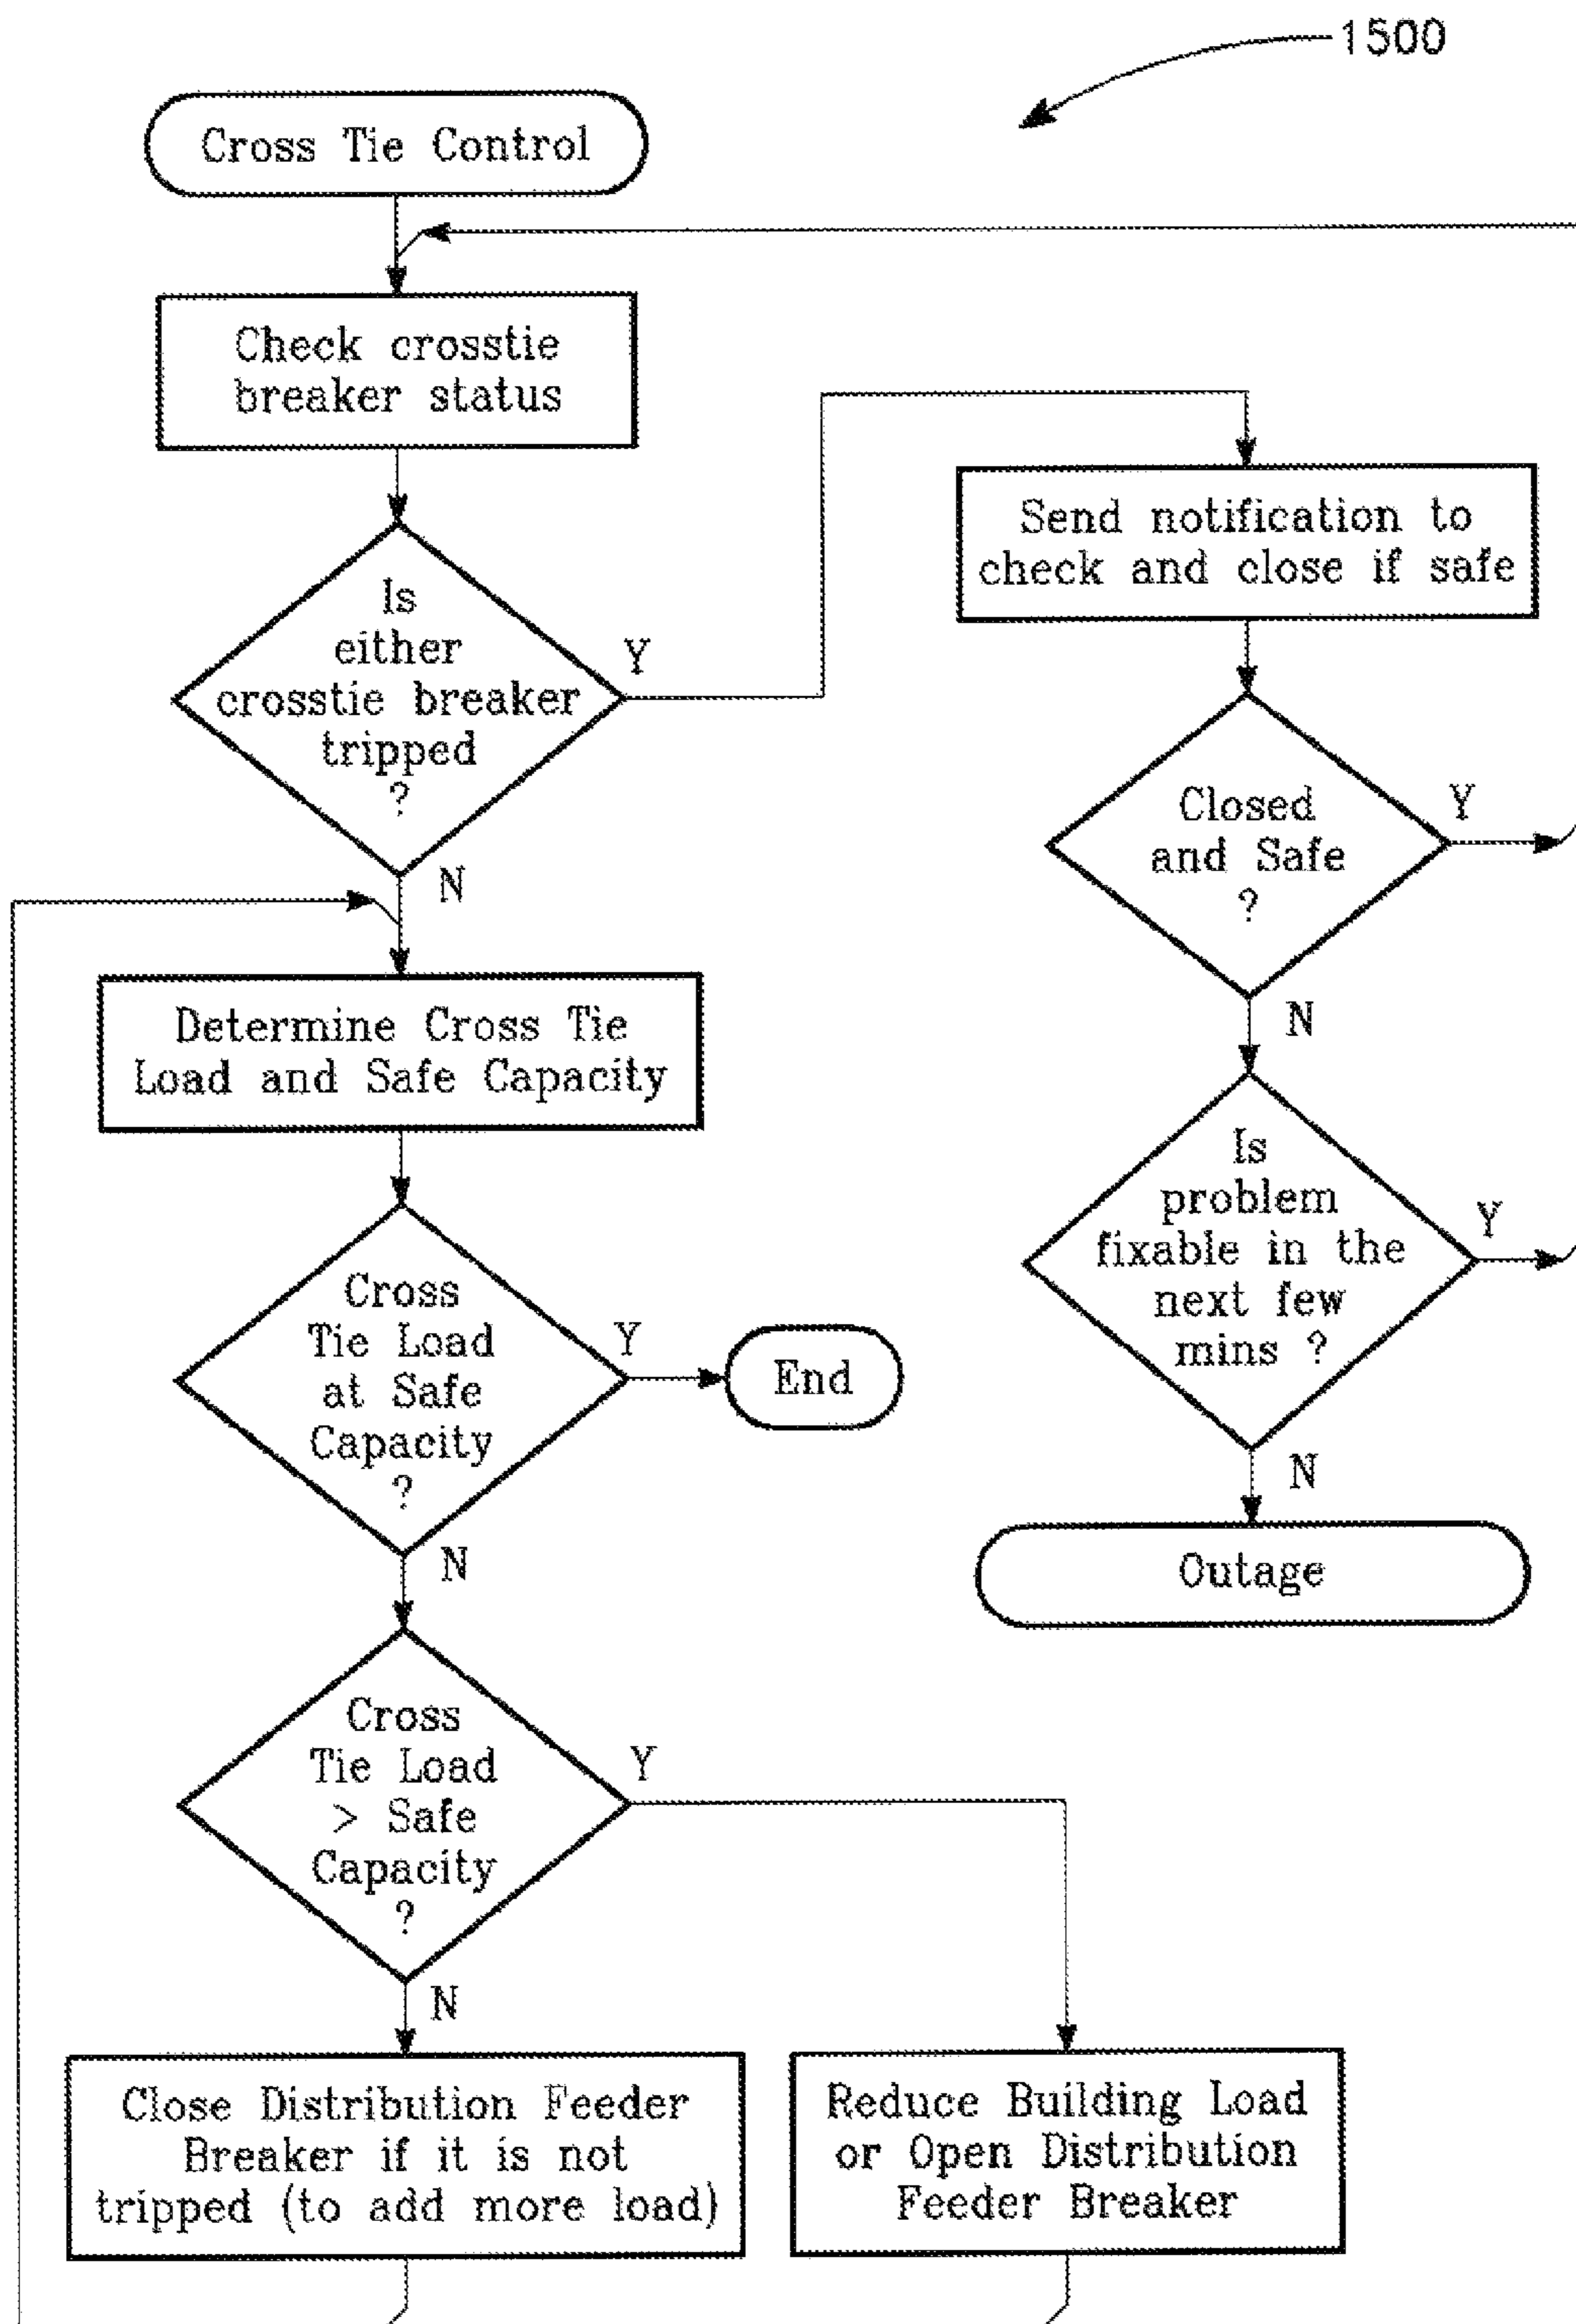 1500
Cross Tie Control
Check crosstie
breaker status
Is
either
crosstie breaker
tripped
?
Y
N
Send notification to
check and close if safe
Closed
and Safe
?
Y
N
Is
problem
fixable in the
next few
mins ?
Y
N
Outage
Determine Cross Tie
Load and Safe Capacity
Cross
Tie Load
at Safe
Capacity
?
Y
End
N
Cross
Tie Load
> Safe
Capacity
?
Y
N
Close Distribution Feeder
Breaker if it is not
tripped (to add more load)
Reduce Building Load
or Open Distribution
Feeder Breaker